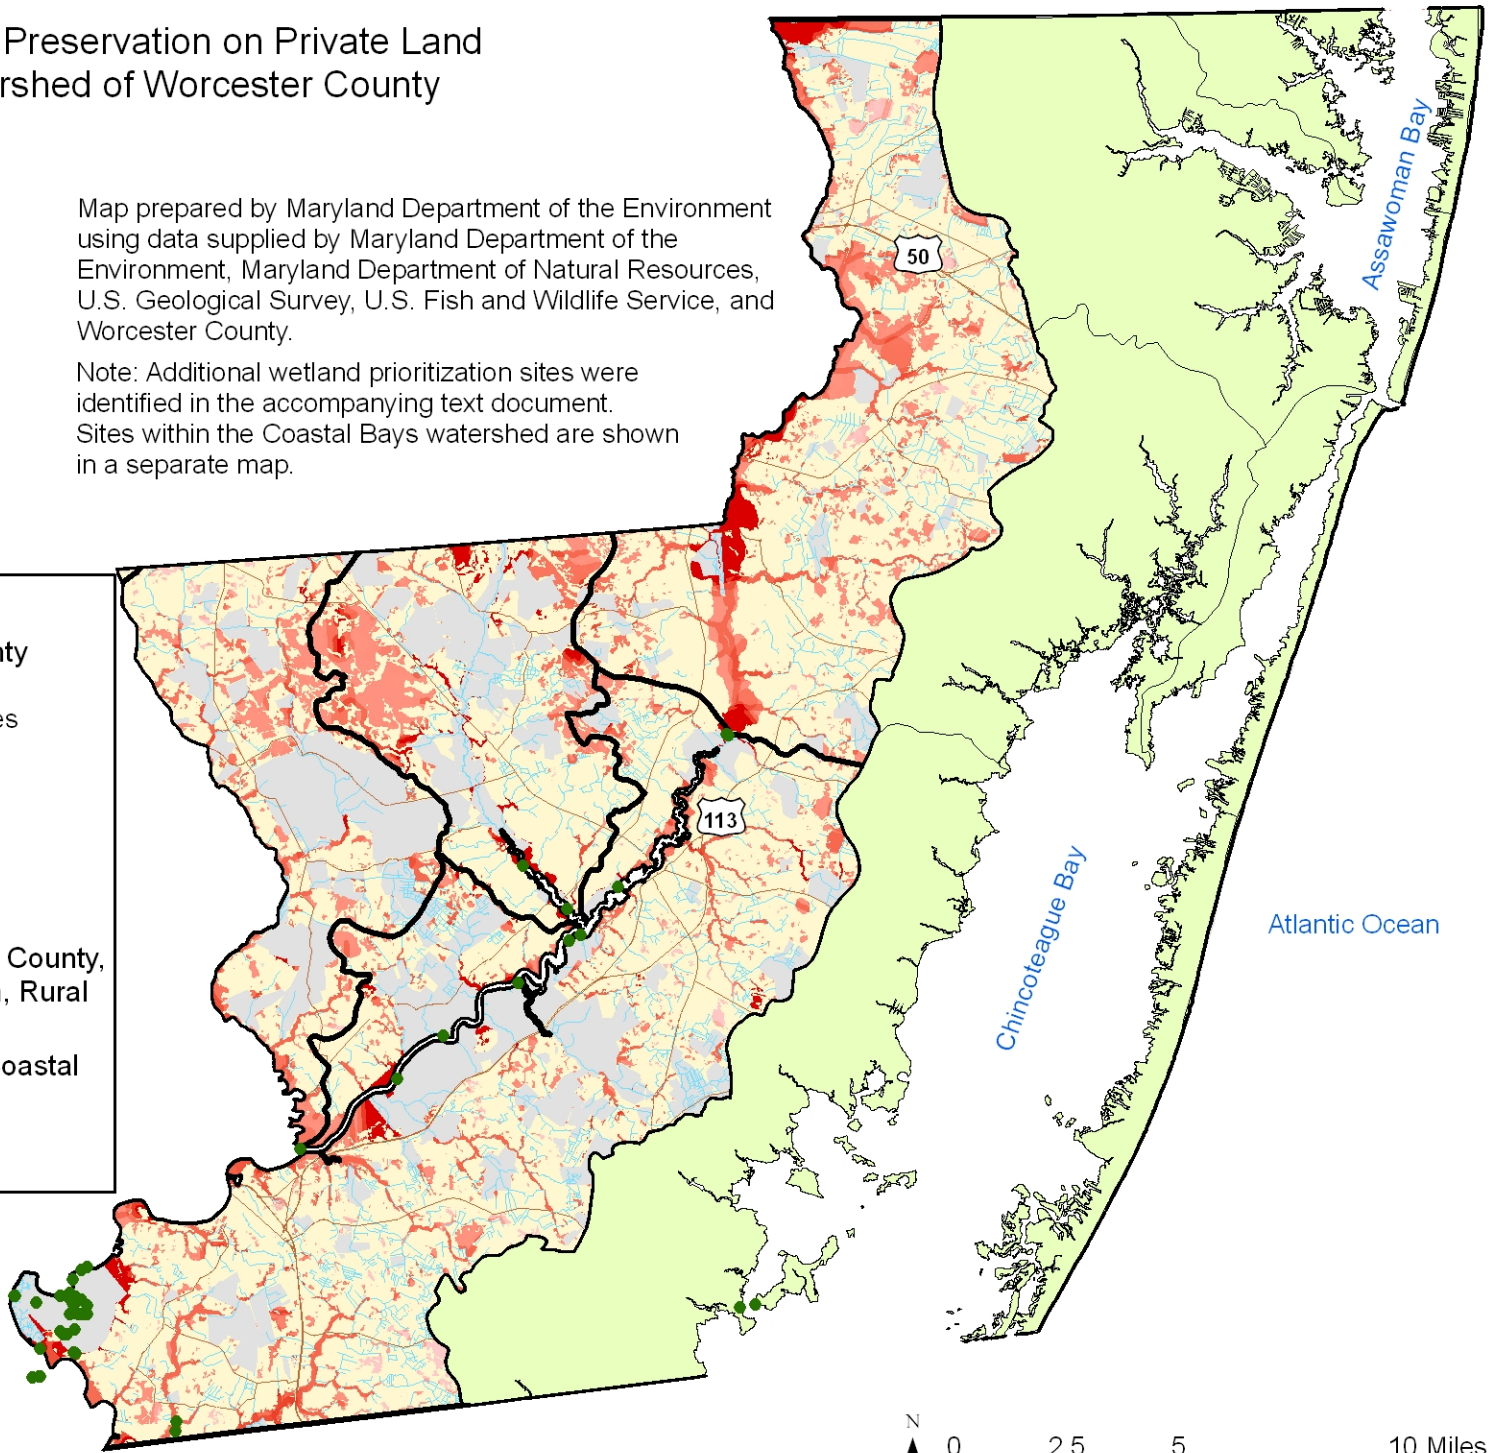 Preservation on Private Land
rshed of Worcester County
Map prepared by Maryland Department of the Environment
using data supplied by Maryland Department of the
Environment, Maryland Department of Natural Resources,
U.S. Geological Survey, U.S. Fish and Wildlife Service, and
Worcester County.
Note: Additional wetland prioritization sites were
identified in the accompanying text document.
Sites within the Coastal Bays watershed are shown
in a separate map.
50
Assawoman Bay
nty
es
113
County,
, Rural
oastal
Chincoteague Bay
Atlantic Ocean
N
0 2.5 5 10 Miles